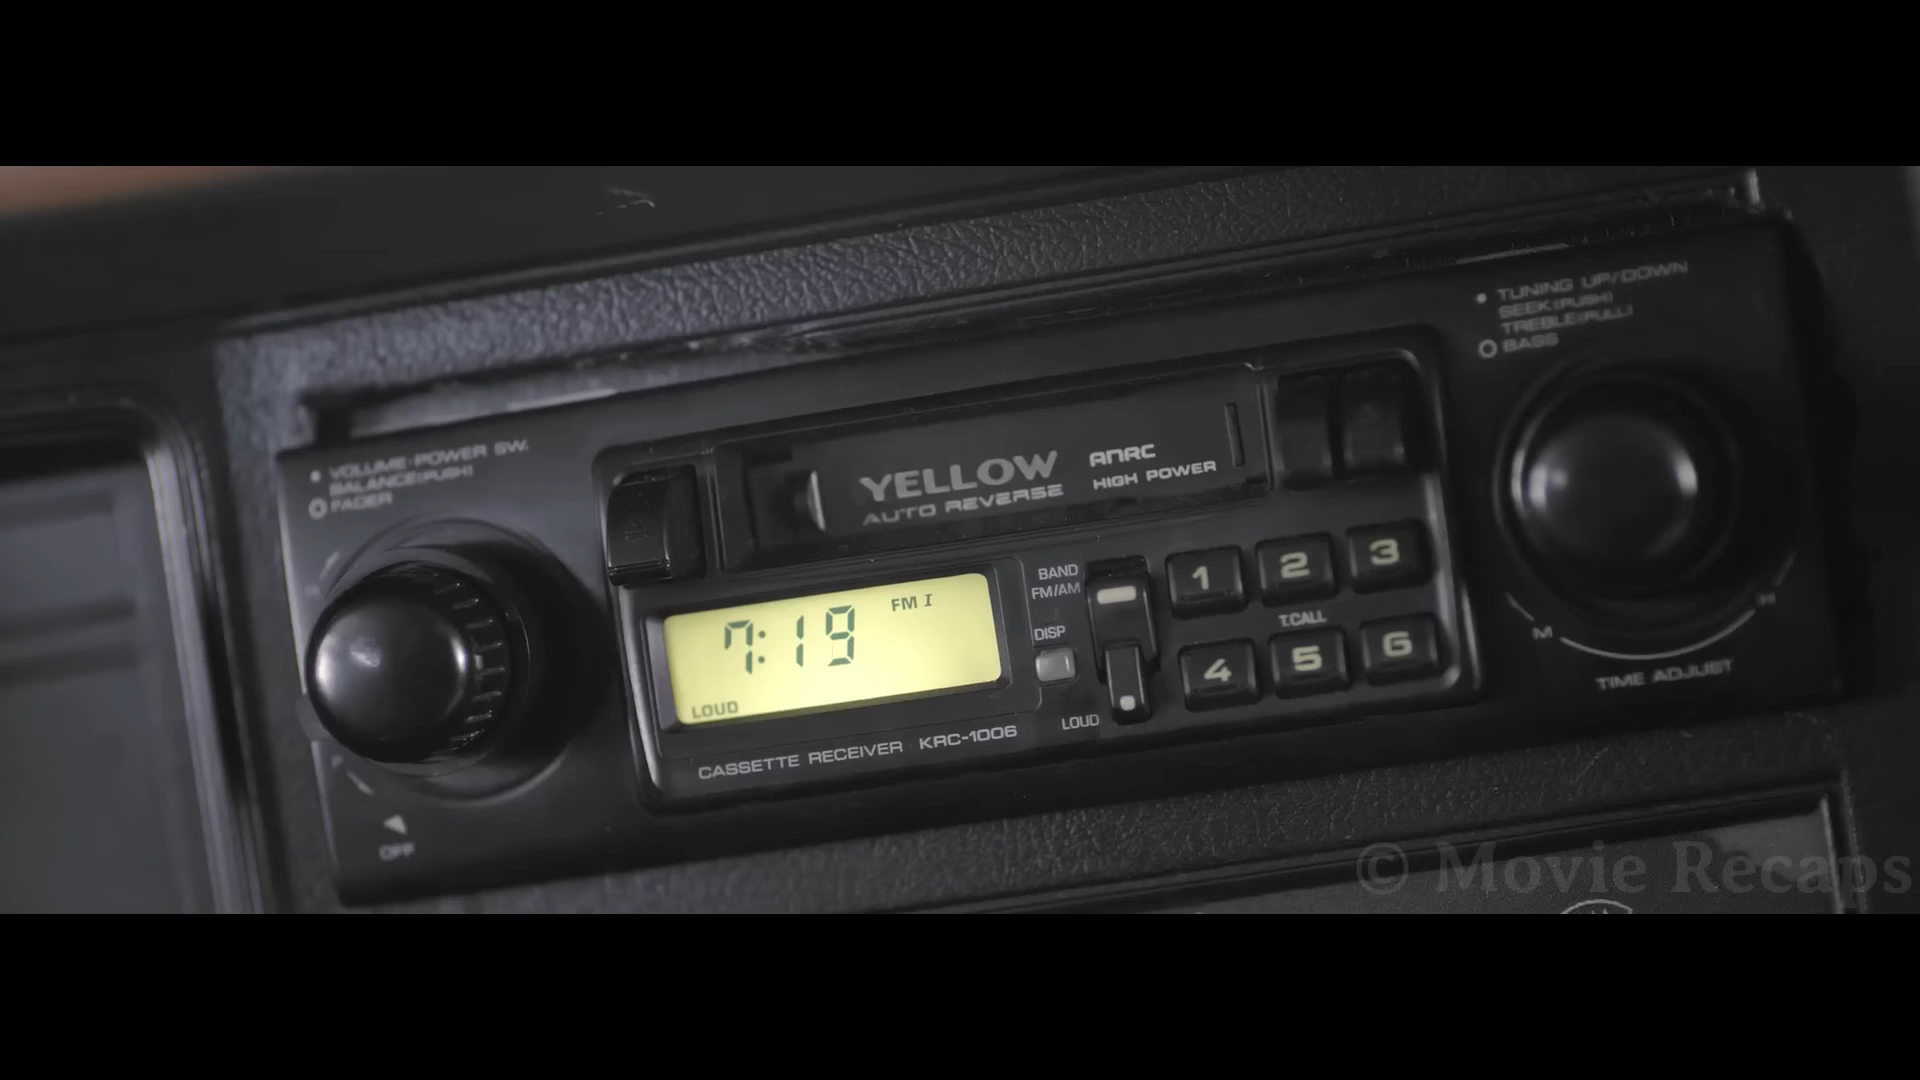 TUNING UP/DOWN
SEEK(PUSH)
TREBLE(PULL)
BASS
VOLUME·POWER SW.
BALANCE(PUSH)
FADER
YELLOW
AUTO REVERSE
ANRC
HIGH POWER
BAND
FM/AM
1 2 3
FM I
7:19
LOUD
DISP
T.CALL
4 5 6
LOUD
M H
TIME ADJUST
CASSETTE RECEIVER KRC-1006
OFF
© Movie Recaps